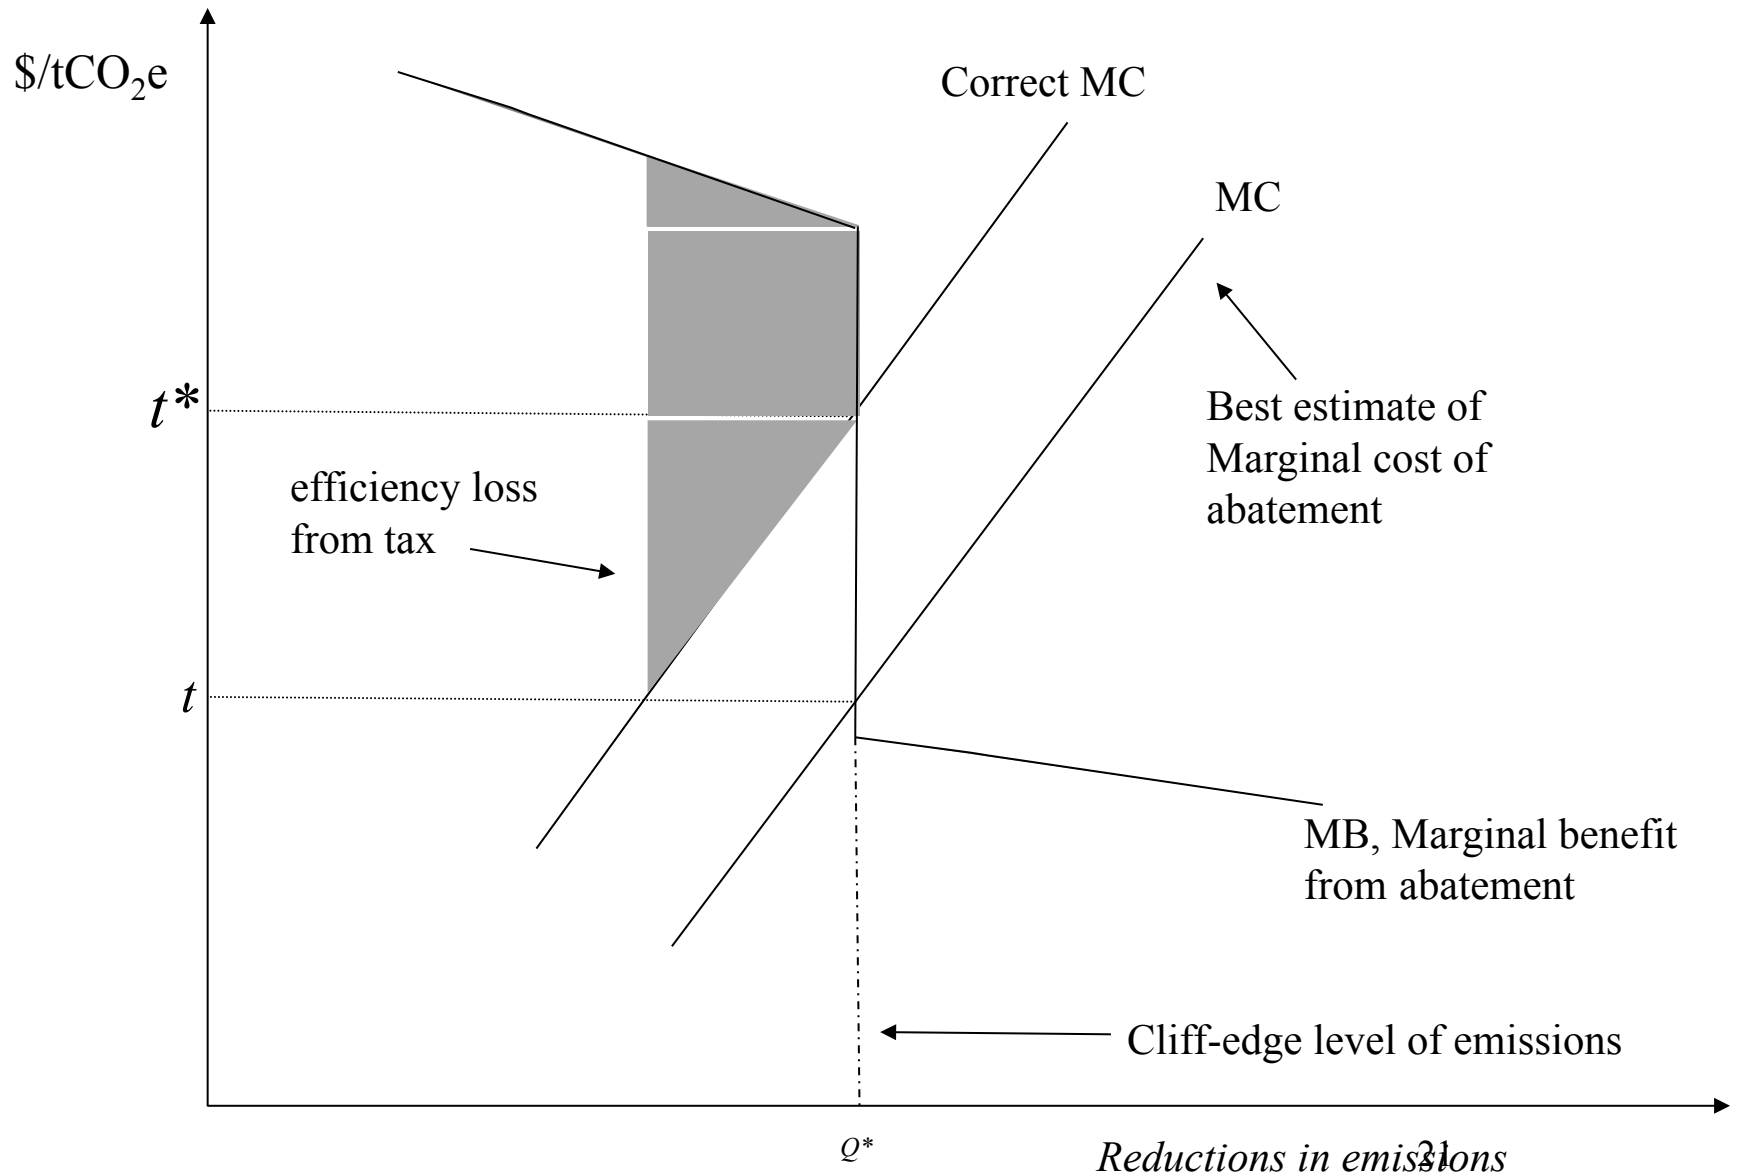 $/tCO₂e
Correct MC
MC
t*
Best estimate of
Marginal cost of
abatement
efficiency loss
from tax
t
MB, Marginal benefit
from abatement
Cliff-edge level of emissions
Q*
Reductions in emissions
21